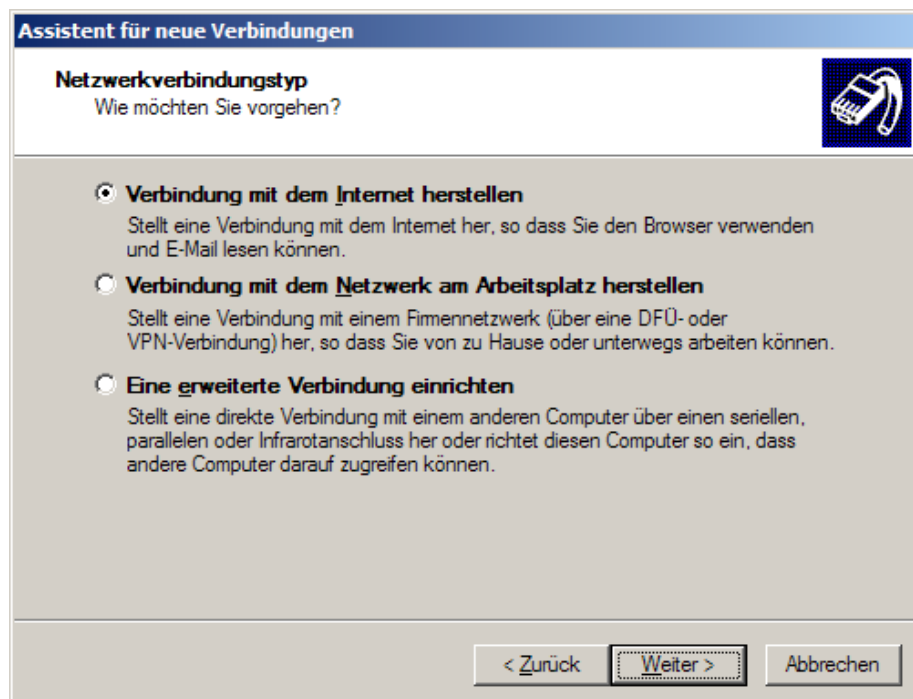 Assistent für neue Verbindungen
Netzwerkverbindungstyp
Wie möchten Sie vorgehen?
Verbindung mit dem Internet herstellen
Stellt eine Verbindung mit dem Internet her, so dass Sie den Browser verwenden
und E-Mail lesen können.
Verbindung mit dem Netzwerk am Arbeitsplatz herstellen
Stellt eine Verbindung mit einem Firmennetzwerk (über eine DFÜ- oder
VPN-Verbindung) her, so dass Sie von zu Hause oder unterwegs arbeiten können.
Eine erweiterte Verbindung einrichten
Stellt eine direkte Verbindung mit einem anderen Computer über einen seriellen,
parallelen oder Infrarotanschluss her oder richtet diesen Computer so ein, dass
andere Computer darauf zugreifen können.
< Zurück Weiter > Abbrechen